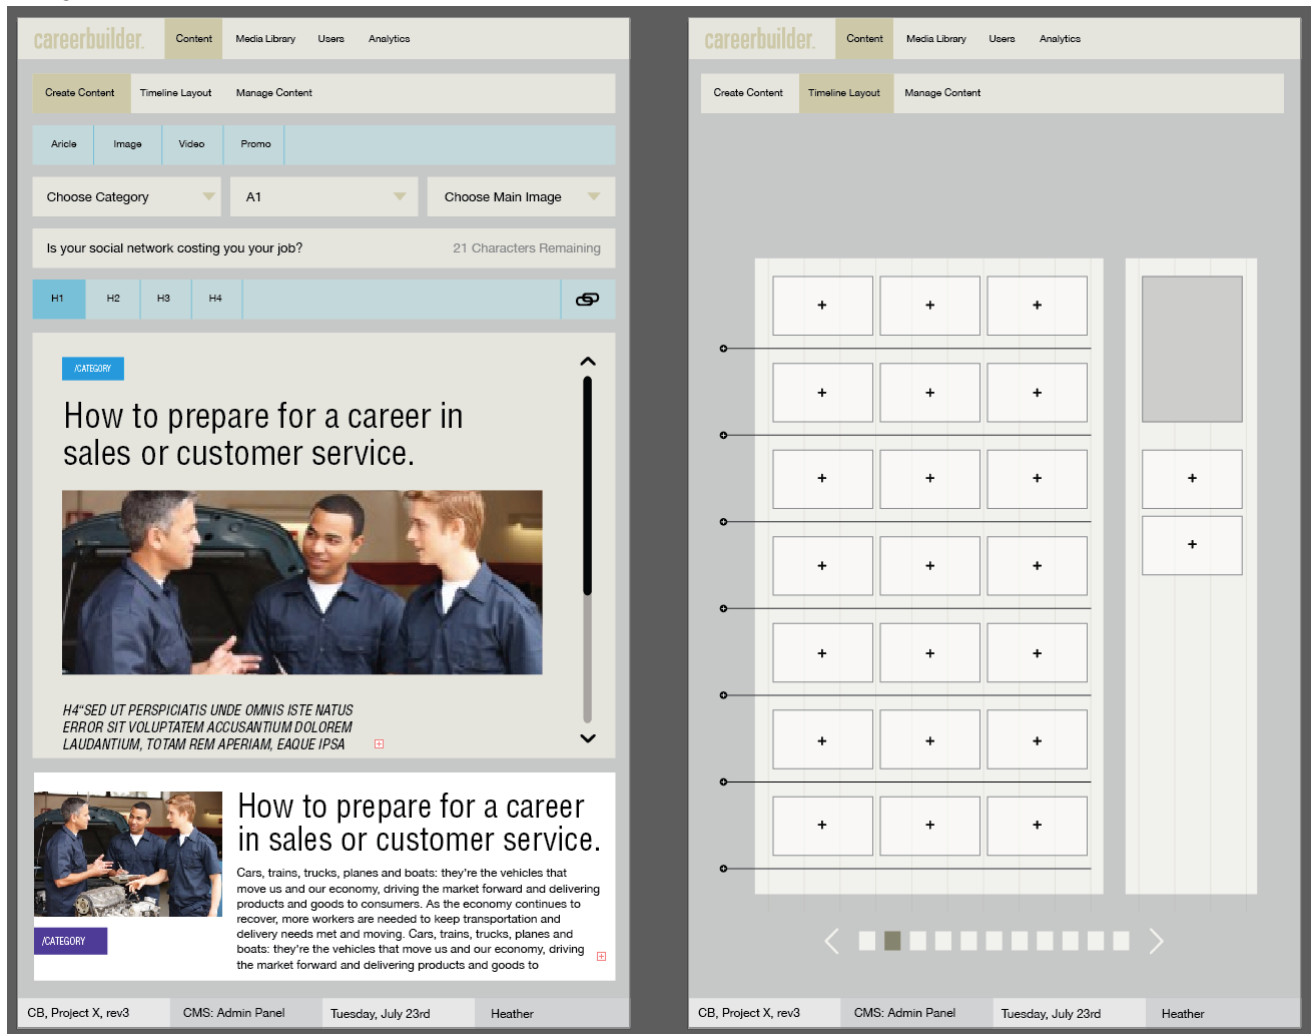 careerbuilder.
Content
Media Library
Users
Analytics
Create Content
Timeline Layout
Manage Content
Aricle
Image
Video
Promo
Choose Category
A1
Choose Main Image
Is your social network costing you your job?
21 Characters Remaining
H1
H2
H3
H4
/CATEGORY
How to prepare for a career in
sales or customer service.
H4“SED UT PERSPICIATIS UNDE OMNIS ISTE NATUS
ERROR SIT VOLUPTATEM ACCUSANTIUM DOLOREM
LAUDANTIUM, TOTAM REM APERIAM, EAQUE IPSA
How to prepare for a career
in sales or customer service.
Cars, trains, trucks, planes and boats: they're the vehicles that
move us and our economy, driving the market forward and delivering
products and goods to consumers. As the economy continues to
recover, more workers are needed to keep transportation and
delivery needs met and moving. Cars, trains, trucks, planes and
boats: they're the vehicles that move us and our economy, driving
the market forward and delivering products and goods to
/CATEGORY
CB, Project X, rev3
CMS: Admin Panel
Tuesday, July 23rd
Heather
careerbuilder.
Content
Media Library
Users
Analytics
Create Content
Timeline Layout
Manage Content
CB, Project X, rev3
CMS: Admin Panel
Tuesday, July 23rd
Heather